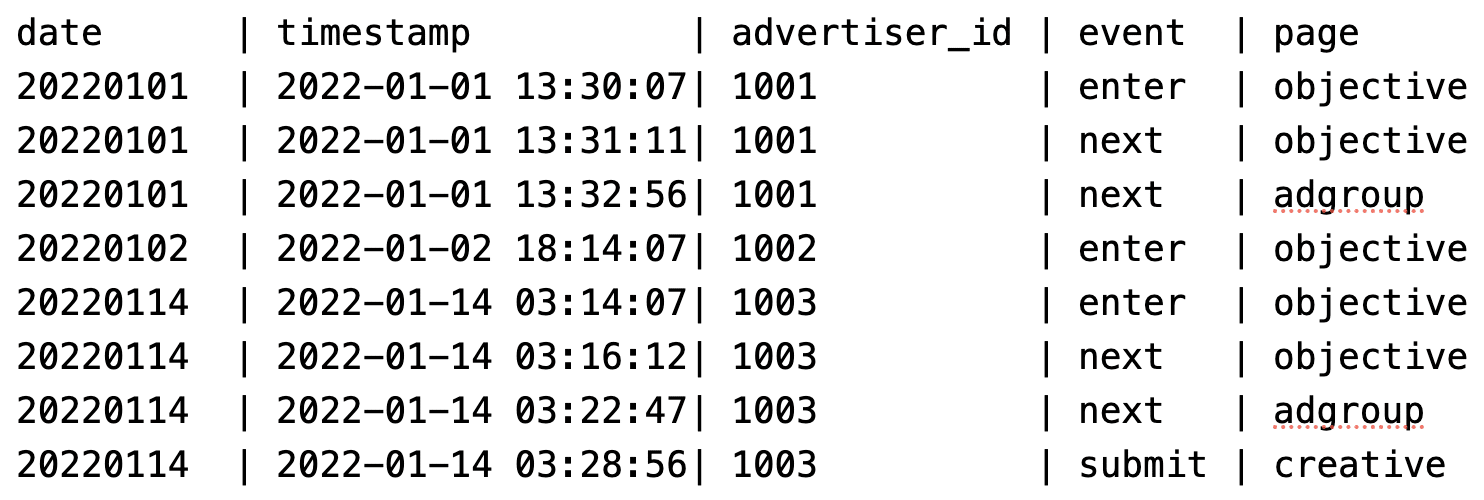 date | timestamp | advertiser_id | event | page
20220101 | 2022-01-01 13:30:07| 1001 | enter | objective
20220101 | 2022-01-01 13:31:11| 1001 | next | objective
20220101 | 2022-01-01 13:32:56| 1001 | next | adgroup
20220102 | 2022-01-02 18:14:07| 1002 | enter | objective
20220114 | 2022-01-14 03:14:07| 1003 | enter | objective
20220114 | 2022-01-14 03:16:12| 1003 | next | objective
20220114 | 2022-01-14 03:22:47| 1003 | next | adgroup
20220114 | 2022-01-14 03:28:56| 1003 | submit | creative